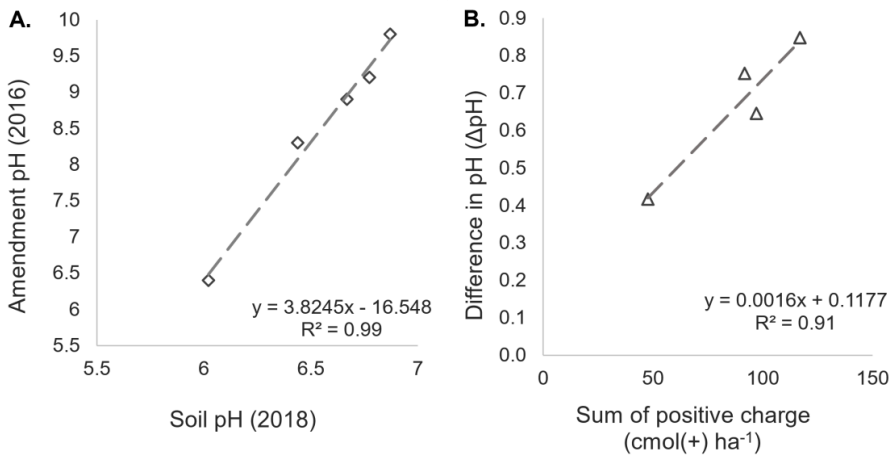 A.
Amendment pH (2016)
10
9.5
9
8.5
8
7.5
7
6.5
6
5.5
y = 3.8245x - 16.548
R² = 0.99
5.5 6 6.5 7
Soil pH (2018)
B.
Difference in pH (ΔpH)
0.9
0.8
0.7
0.6
0.5
0.4
0.3
0.2
0.1
0.0
y = 0.0016x + 0.1177
R² = 0.91
0 50 100 150
Sum of positive charge
(cmol(+) ha⁻¹)